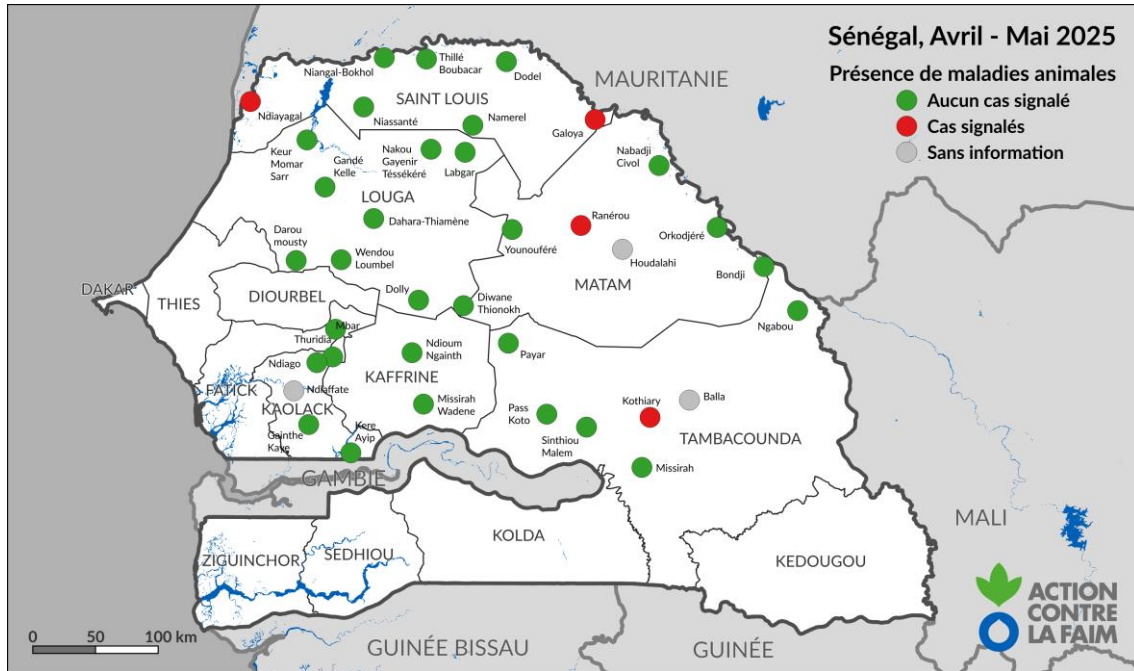 Sénégal, Avril - Mai 2025
Présence de maladies animales
Aucun cas signalé
Cas signalés
Sans information
MAURITANIE
Niangal-Bokhol
Thillé
Boubacar
Dodel
SAINT LOUIS
Ndiayagal
Niassanté
Namerel
Galoya
Keur
Momar
Sarr
Gandé
Kelle
Nakou
Gayenir
Téssékéré
Labgar
Nabadji
Civol
LOUGA
Dahara-Thiamène
Ranérou
Younouféré
Houdalahi
Orkodjéré
Darou
mousty
Wendou
Loumbel
Bondji
MATAM
DAKAR
THIES
DIOURBEL
Dolly
Diwane
Thionokh
Ngabou
Mbar
Thuridia
Ndiago
Ndioum
Ngainth
Payar
KAFFRINE
FATICK
Ndiaffate
KAOLACK
Missirah
Wadene
Pass
Koto
Kothiary
Balla
Gainthe
Kaye
Kere
Ayip
Sinthiou
Malem
TAMBACOUNDA
Missirah
GAMBIE
MALI
ZIGUINCHOR
SEDHIOU
KOLDA
KEDOUGOU
0 50 100 km
GUINÉE BISSAU
GUINÉE
ACTION
CONTRE
LA FAIM